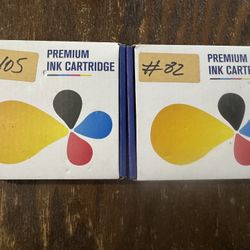 105
PREMIUM
INK CARTRIDGE
#82
PREMIUM
INK CARTRI